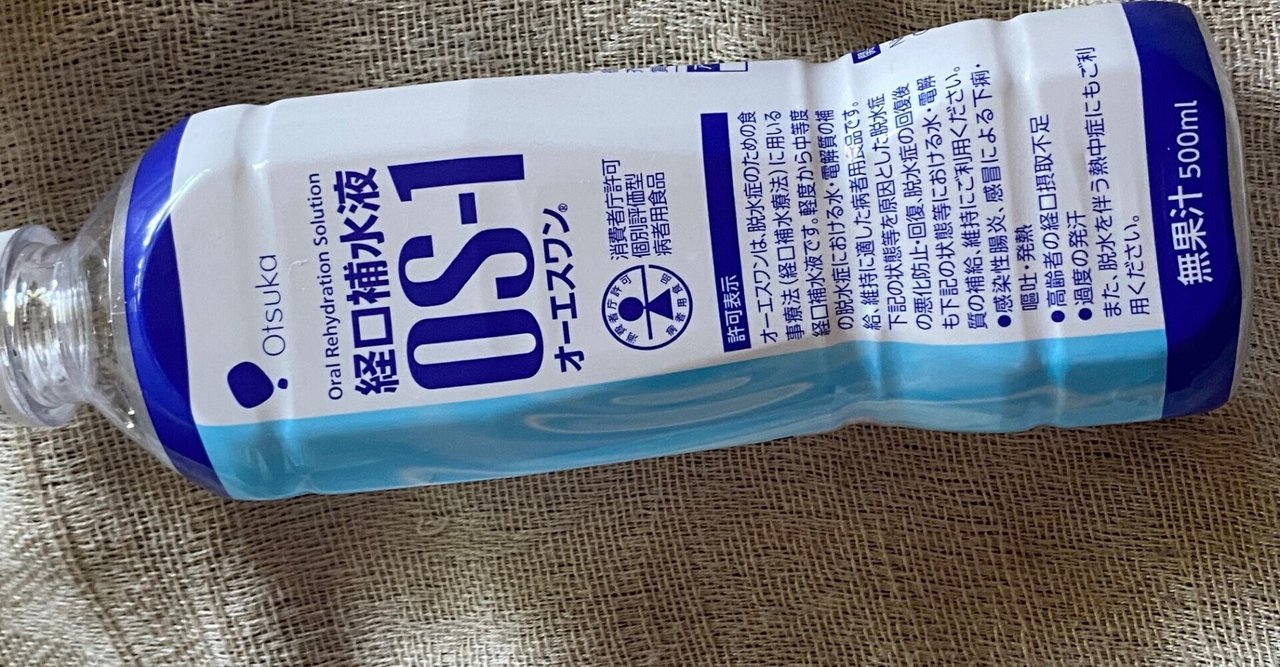 Otsuka
Oral Rehydration Solution
経口補水液
OS-1
オーエスワン®
消費者庁許可
個別評価型
病者用食品
消費者庁許可
病者用食品
許可表示
オーエスワンは、脱水症のための食
事療法(経口補水療法)に用いる
経口補水液です。軽度から中等度
の脱水症における水・電解質の補
給、維持に適した病者用食品です。
下記の状態等を原因とした脱水症
の悪化防止・回復、脱水症の回復後
も下記の状態等における水・電解
質の補給、維持にご利用ください。
●感染性腸炎、感冒による下痢・
嘔吐・発熱
●高齢者の経口摂取不足
●過度の発汗
また、脱水を伴う熱中症にもご利
用ください。
無果汁 500ml